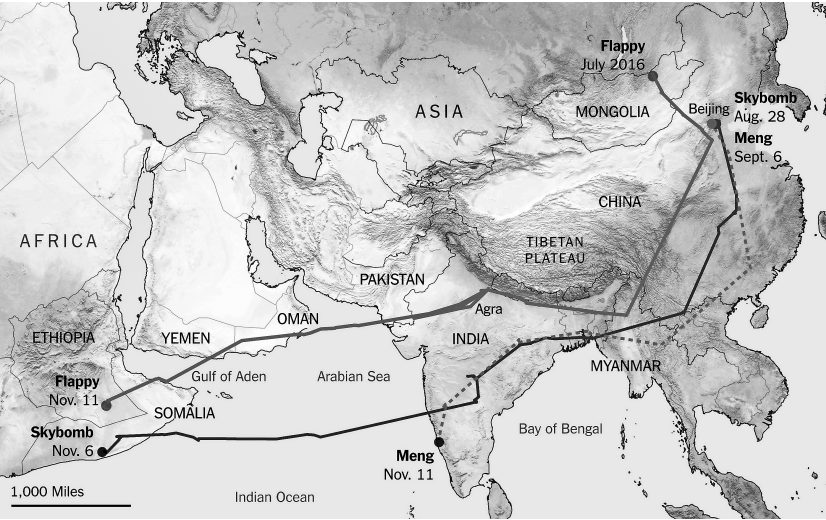 Flappy
July 2016
ASIA
MONGOLIA
Beijing
Skybomb
Aug. 28
Meng
Sept. 6
CHINA
AFRICA
TIBETAN
PLATEAU
PAKISTAN
OMAN
Agra
ETHIOPIA
YEMEN
INDIA
MYANMAR
Gulf of Aden
Arabian Sea
Flappy
Nov. 11
SOMALIA
Skybomb
Nov. 6
Bay of Bengal
Meng
Nov. 11
1,000 Miles
Indian Ocean